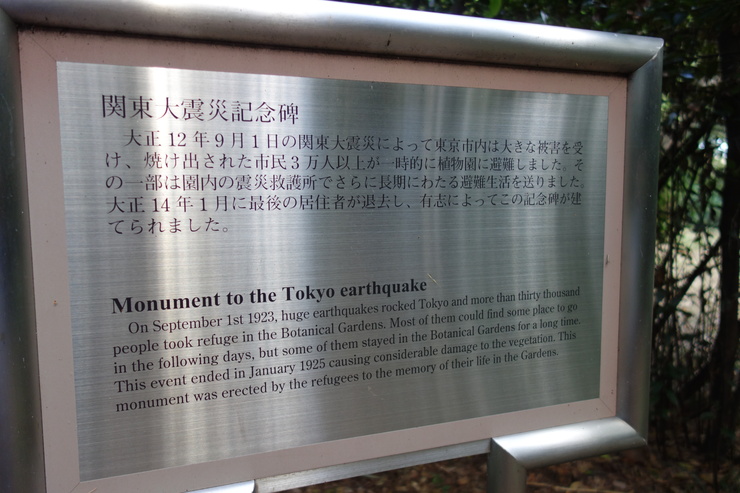 関東大震災記念碑
大正12年9月1日の関東大震災によって東京市内は大きな被害を受
け、焼け出された市民3万人以上が一時的に植物園に避難しました。そ
の一部は園内の震災救護所でさらに長期にわたる避難生活を送りました。
大正14年1月に最後の居住者が退去し、有志によってこの記念碑が建
てられました。
Monument to the Tokyo earthquake
On September 1st 1923, huge earthquakes rocked Tokyo and more than thirty thousand
people took refuge in the Botanical Gardens. Most of them could find some place to go
in the following days, but some of them stayed in the Botanical Gardens for a long time.
This event ended in January 1925 causing considerable damage to the vegetation. This
monument was erected by the refugees to the memory of their life in the Gardens.